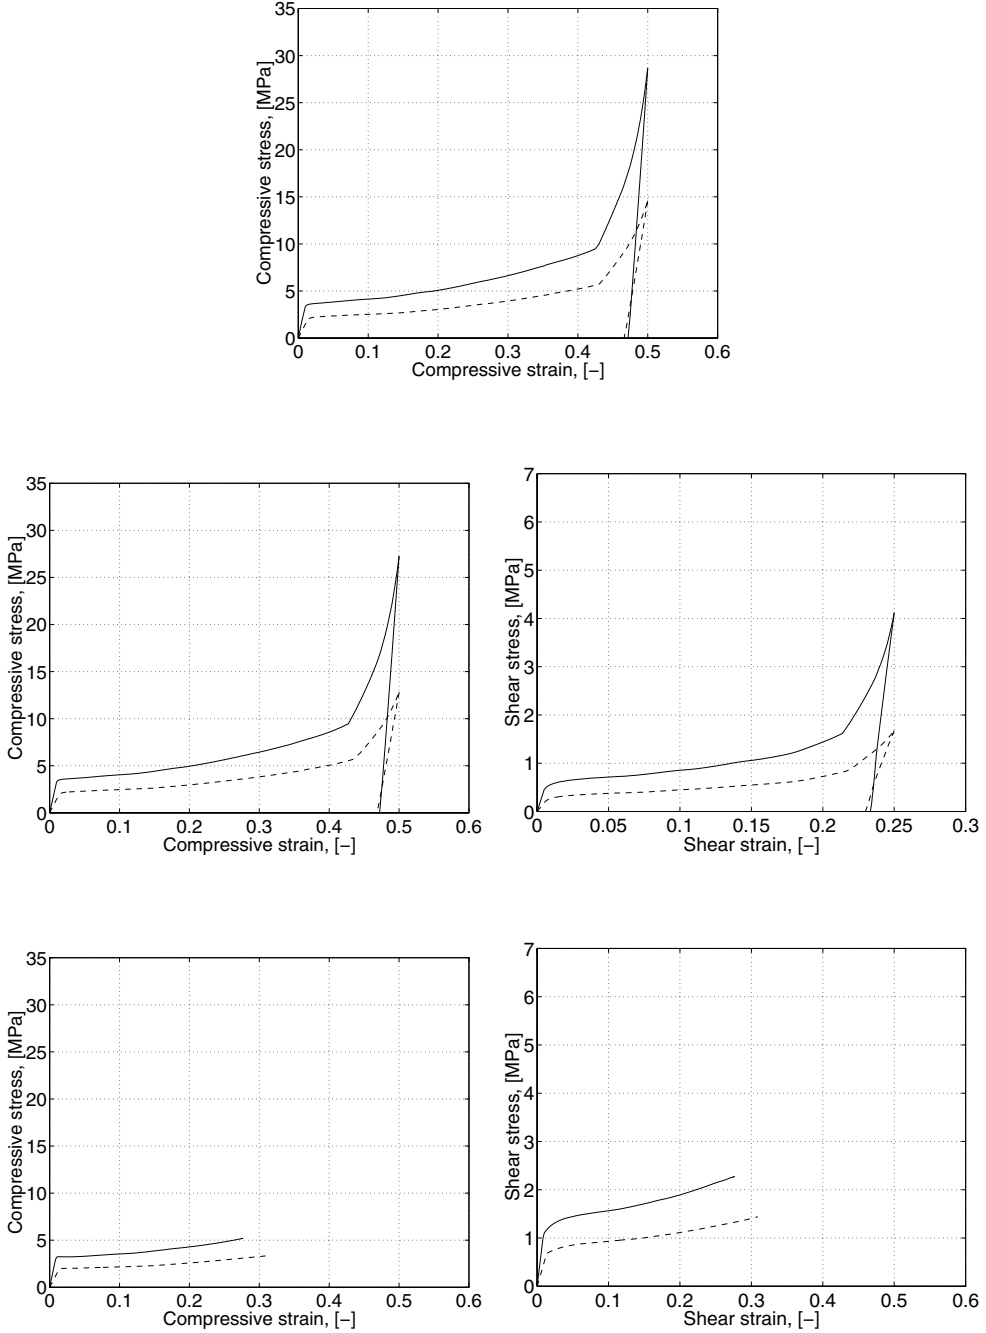 35
30
25
20
15
10
5
0
Compressive stress, [MPa]
0 0.1 0.2 0.3 0.4 0.5 0.6
Compressive strain, [−]
35
30
25
20
15
10
5
0
Compressive stress, [MPa]
0 0.1 0.2 0.3 0.4 0.5 0.6
Compressive strain, [−]
7
6
5
4
3
2
1
0
Shear stress, [MPa]
0 0.05 0.1 0.15 0.2 0.25 0.3
Shear strain, [−]
35
30
25
20
15
10
5
0
Compressive stress, [MPa]
0 0.1 0.2 0.3 0.4 0.5 0.6
Compressive strain, [−]
7
6
5
4
3
2
1
0
Shear stress, [MPa]
0 0.1 0.2 0.3 0.4 0.5 0.6
Shear strain, [−]